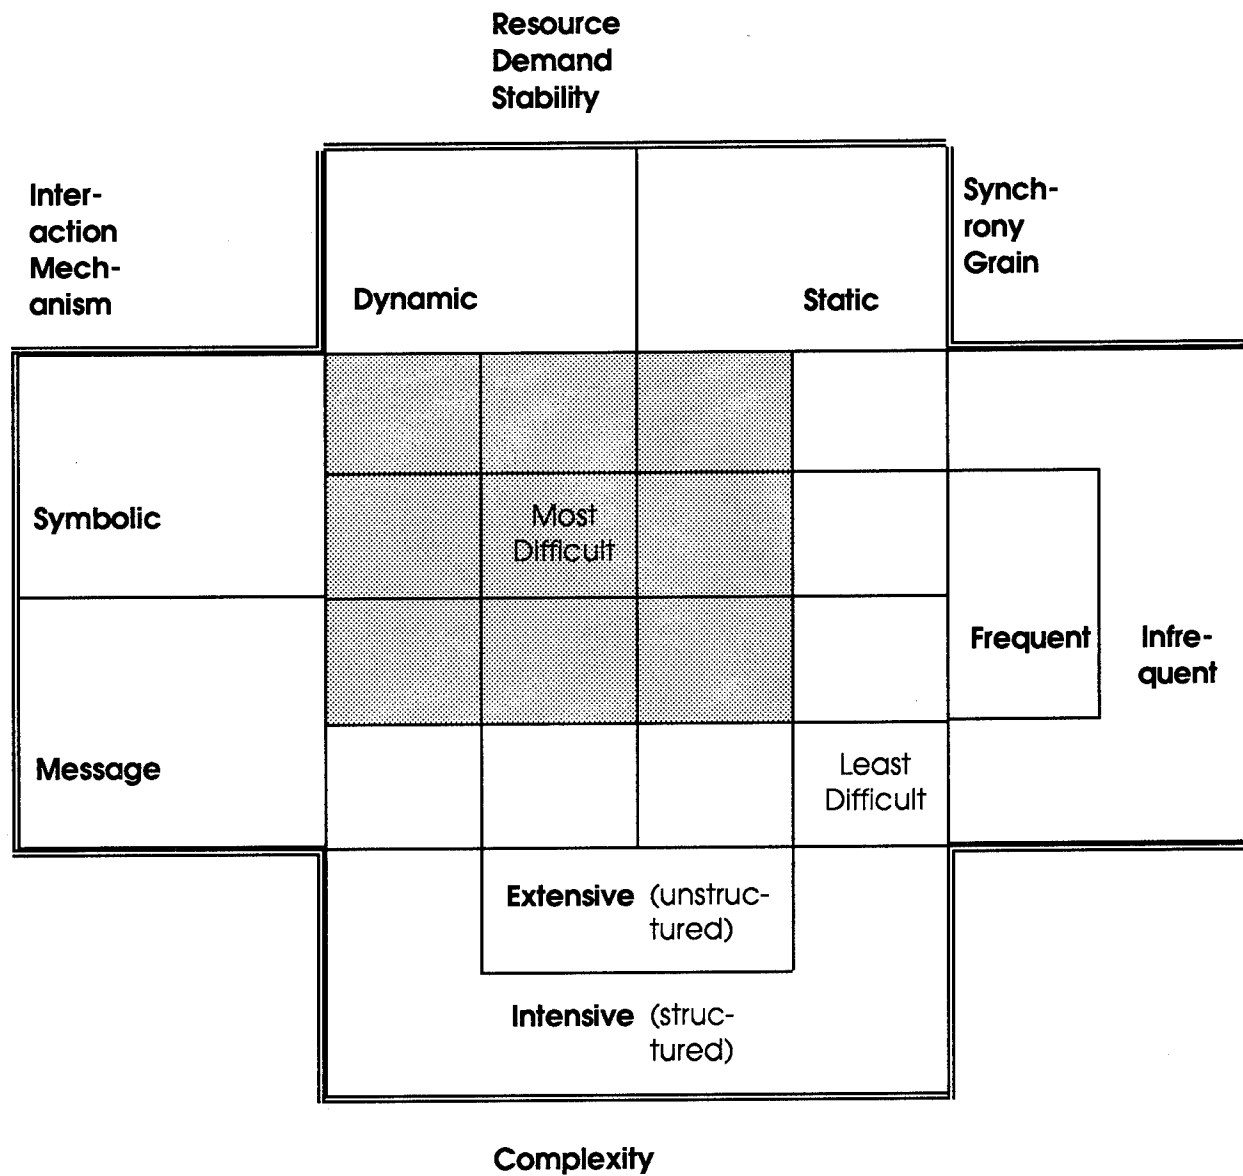 Resource
Demand
Stability
Inter-
action
Mech-
anism
Synch-
rony
Grain
Dynamic
Static
Symbolic
Most
Difficult
Frequent
Infre-
quent
Message
Least
Difficult
Extensive (unstruc-
tured)
Intensive (struc-
tured)
Complexity